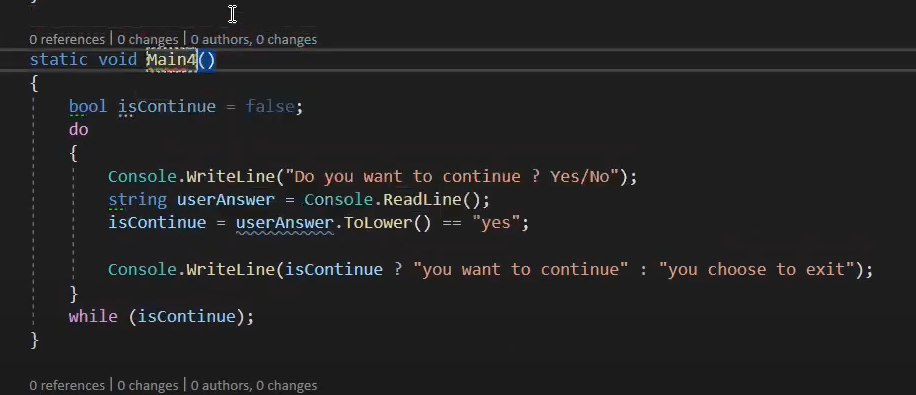 0 references | 0 changes | 0 authors, 0 changes
static void Main4()
{
bool isContinue = false;
do
{
Console.WriteLine("Do you want to continue ? Yes/No");
string userAnswer = Console.ReadLine();
isContinue = userAnswer.ToLower() == "yes";
Console.WriteLine(isContinue ? "you want to continue" : "you choose to exit");
}
while (isContinue);
}
0 references | 0 changes | 0 authors, 0 changes